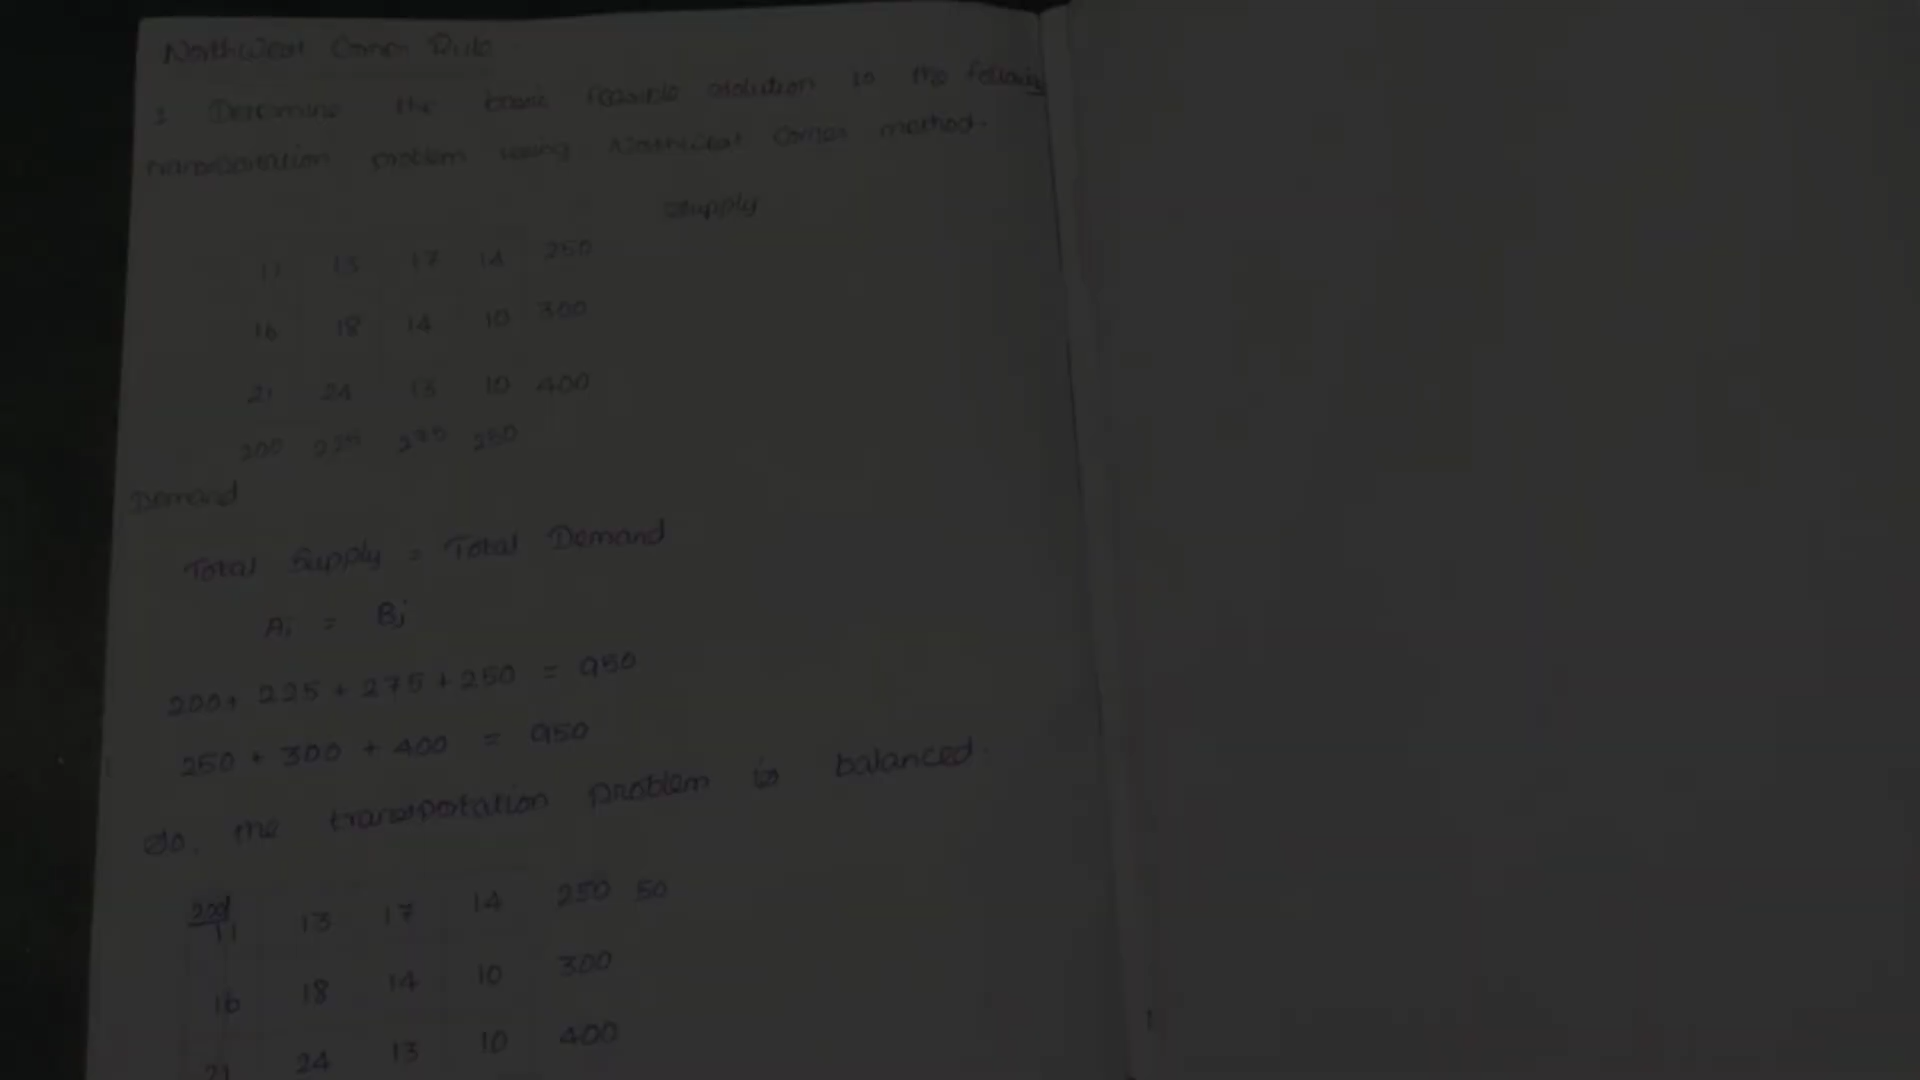 NorthWest Corner Rule
1 Determine the basic feasible solution to the following
transportation problem using NorthWest Corner method.
Supply
11 13 17 14 250
16 18 14 10 300
21 24 13 10 400
200 225 275 250
Demand
Total Supply = Total Demand
Ai = Bj
200+ 225 + 275 + 250 = 950
250 + 300 + 400 = 950
So, the transportation problem is balanced.
200
11 13 17 14 250 50
16 18 14 10 300
21 24 13 10 400